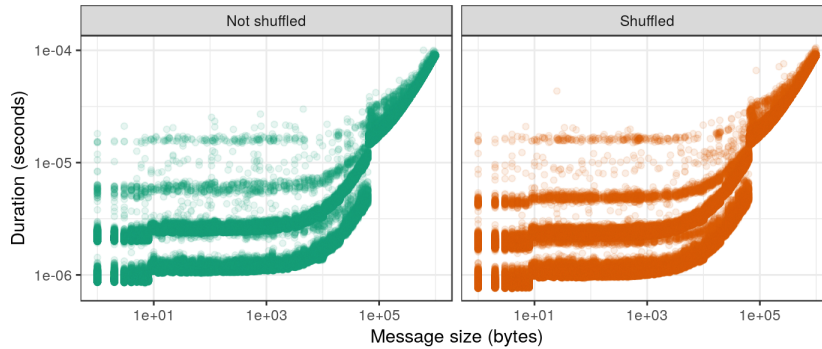 Not shuffled
Shuffled
1e-04
1e-05
1e-06
Duration (seconds)
1e+01
1e+03
1e+05
1e+01
1e+03
1e+05
Message size (bytes)